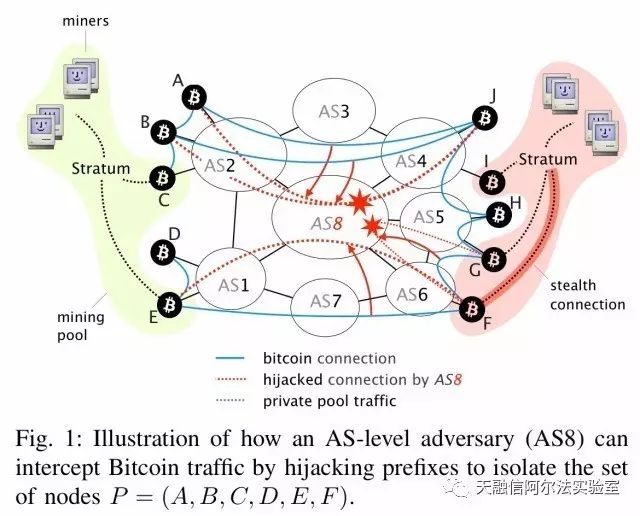 miners
A
J
B
AS3
AS2
AS4
I
Stratum
Stratum
C
H
AS8
AS5
D
G
AS1
AS6
mining
pool
E
AS7
F
stealth
connection
bitcoin connection
hijacked connection by AS8
private pool traffic
Fig. 1: Illustration of how an AS-level adversary (AS8) can
intercept Bitcoin traffic by hijacking prefixes to isolate the set
of nodes P = (A, B, C, D, E, F).
天融信阿尔法实验室